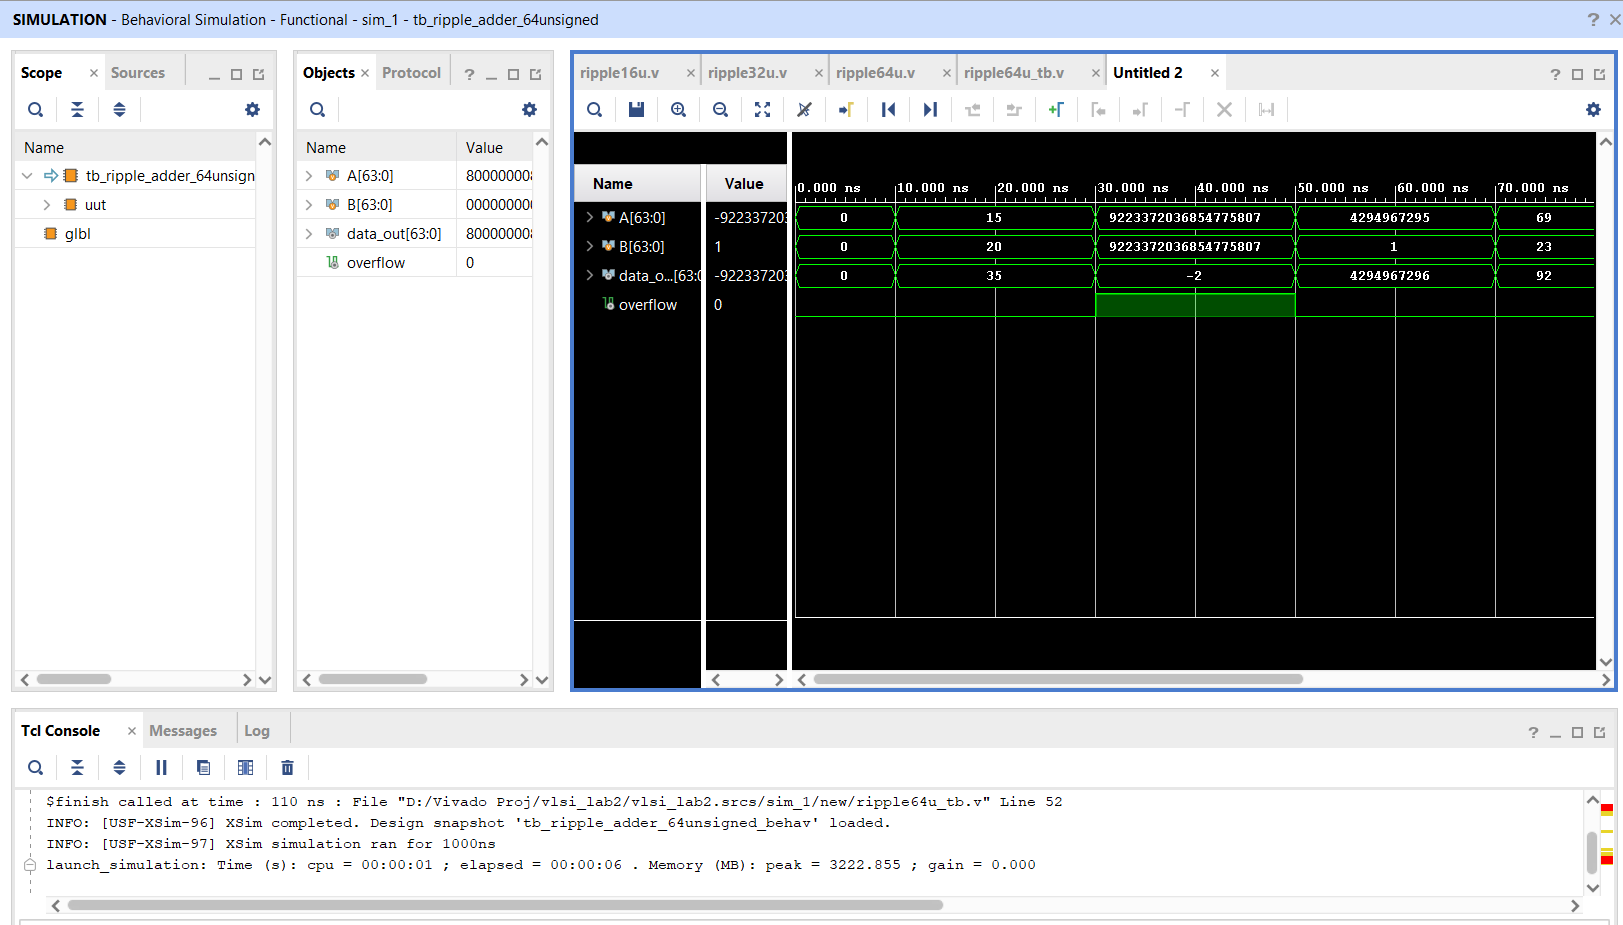 SIMULATION - Behavioral Simulation - Functional - sim_1 - tb_ripple_adder_64unsigned
Scope
Sources
Name
tb_ripple_adder_64unsign
uut
glbl
Objects
Protocol
Name Value
A[63:0] 80000000
B[63:0] 000000000
data_out[63:0] 80000000
overflow 0
ripple16u.v
ripple32u.v
ripple64u.v
ripple64u_tb.v
Untitled 2
Name Value
0.000 ns 10.000 ns 20.000 ns 30.000 ns 40.000 ns 50.000 ns 60.000 ns 70.000 ns
A[63:0] -922337203 0 15 9223372036854775807 4294967295 69
B[63:0] 1 0 20 9223372036854775807 1 23
data_o...[63:0 -922337203 0 35 -2 4294967296 92
overflow 0
Tcl Console
Messages
Log
$finish called at time : 110 ns : File "D:/Vivado Proj/vlsi_lab2/vlsi_lab2.srcs/sim_1/new/ripple64u_tb.v" Line 52
INFO: [USF-XSim-96] XSim completed. Design snapshot 'tb_ripple_adder_64unsigned_behav' loaded.
INFO: [USF-XSim-97] XSim simulation ran for 1000ns
launch_simulation: Time (s): cpu = 00:00:01 ; elapsed = 00:00:06 . Memory (MB): peak = 3222.855 ; gain = 0.000